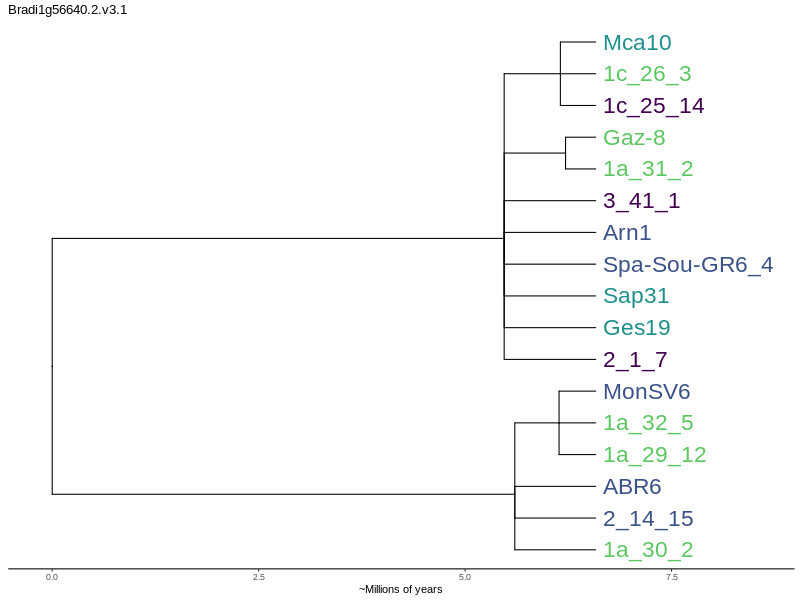 Bradi1g56640.2.v3.1
Mca10
1c_26_3
1c_25_14
Gaz-8
1a_31_2
3_41_1
Arn1
Spa-Sou-GR6_4
Sap31
Ges19
2_1_7
MonSV6
1a_32_5
1a_29_12
ABR6
2_14_15
1a_30_2
0.0 2.5 5.0 7.5
~Millions of years